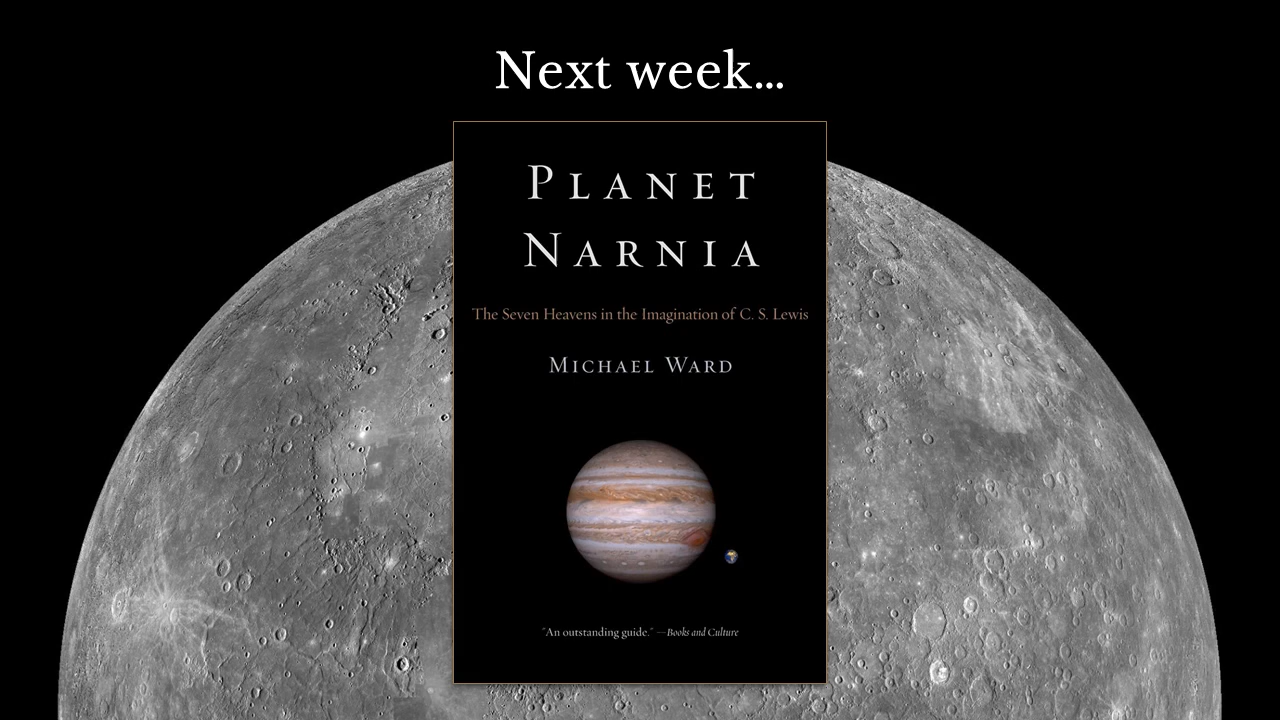 Next week…
PLANET
NARNIA
The Seven Heavens in the Imagination of C. S. Lewis
MICHAEL WARD
"An outstanding guide." —Books and Culture